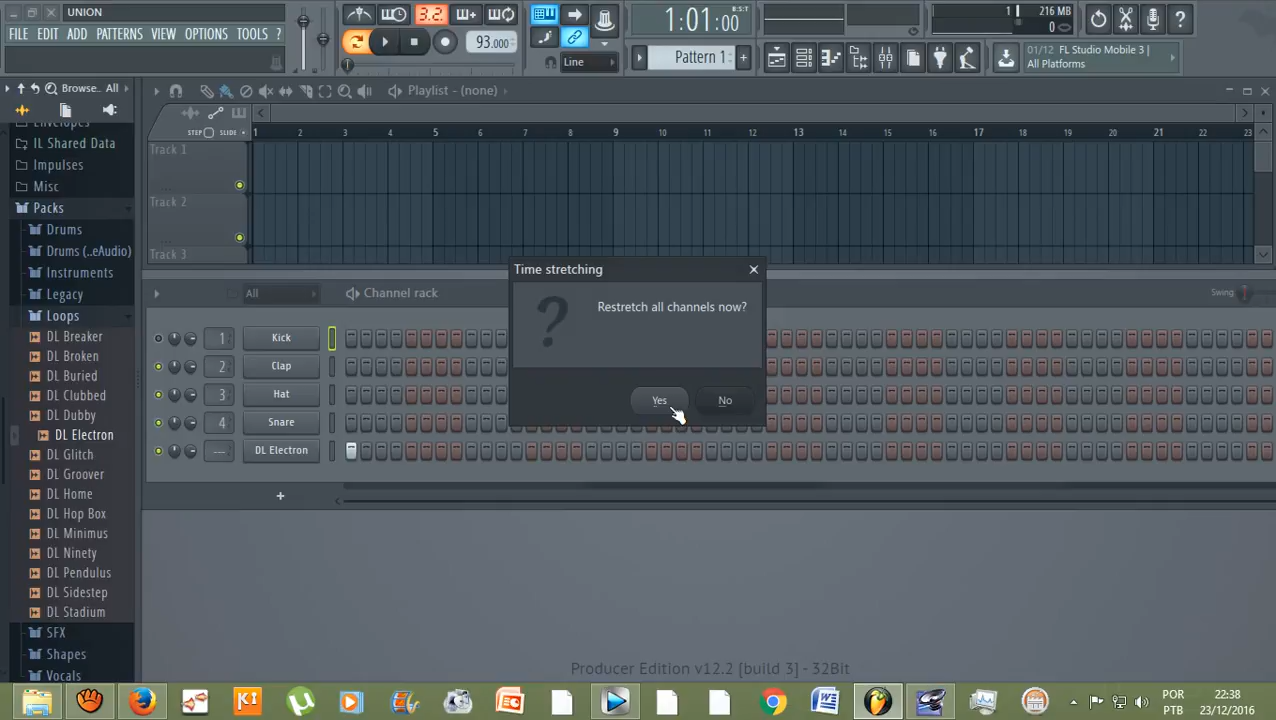 UNION
FILE EDIT ADD PATTERNS VIEW OPTIONS TOOLS ?
3.2
93.000
1:01:00
B:S:T
Line
Pattern 1
1
216 MB
0
01/12 FL Studio Mobile 3 |
All Platforms
Browse.. All
Envelopes
IL Shared Data
Impulses
Misc
Packs
Drums
Drums (..eAudio)
Instruments
Legacy
Loops
DL Breaker
DL Broken
DL Buried
DL Clubbed
DL Dubby
DL Electron
DL Glitch
DL Groover
DL Home
DL Hop Box
DL Minimus
DL Ninety
DL Pendulus
DL Sidestep
DL Stadium
SFX
Shapes
Vocals
Playlist - (none)
STEP SLIDE
1 2 3 4 5 6 7 8 9 10 11 12 13 14 15 16 17 18 19 20 21 22 23
Track 1
Track 2
Track 3
All
Channel rack
Swing
1 Kick
2 Clap
3 Hat
4 Snare
--- DL Electron
+
Time stretching
Restretch all channels now?
Yes
No
Producer Edition v12.2 [build 3] - 32Bit
POR
PTB
22:38
23/12/2016